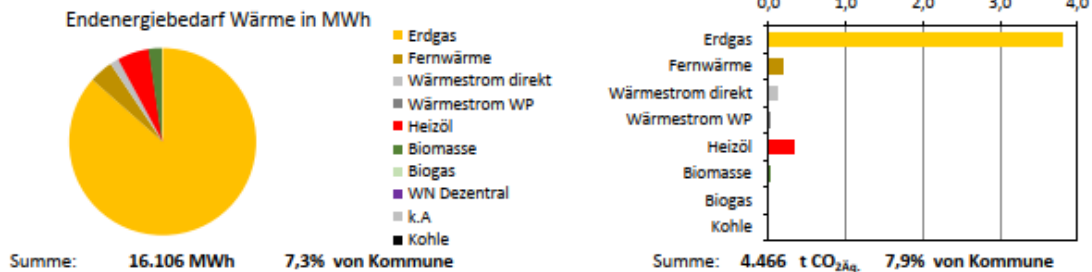 Endenergiebedarf Wärme in MWh
Erdgas
Fernwärme
Wärmestrom direkt
Wärmestrom WP
Heizöl
Biomasse
Biogas
WN Dezentral
k.A
Kohle
Summe: 16.106 MWh 7,3% von Kommune
0,0 1,0 2,0 3,0 4,0
Erdgas
Fernwärme
Wärmestrom direkt
Wärmestrom WP
Heizöl
Biomasse
Biogas
Kohle
Summe: 4.466 t CO2Äq. 7,9% von Kommune